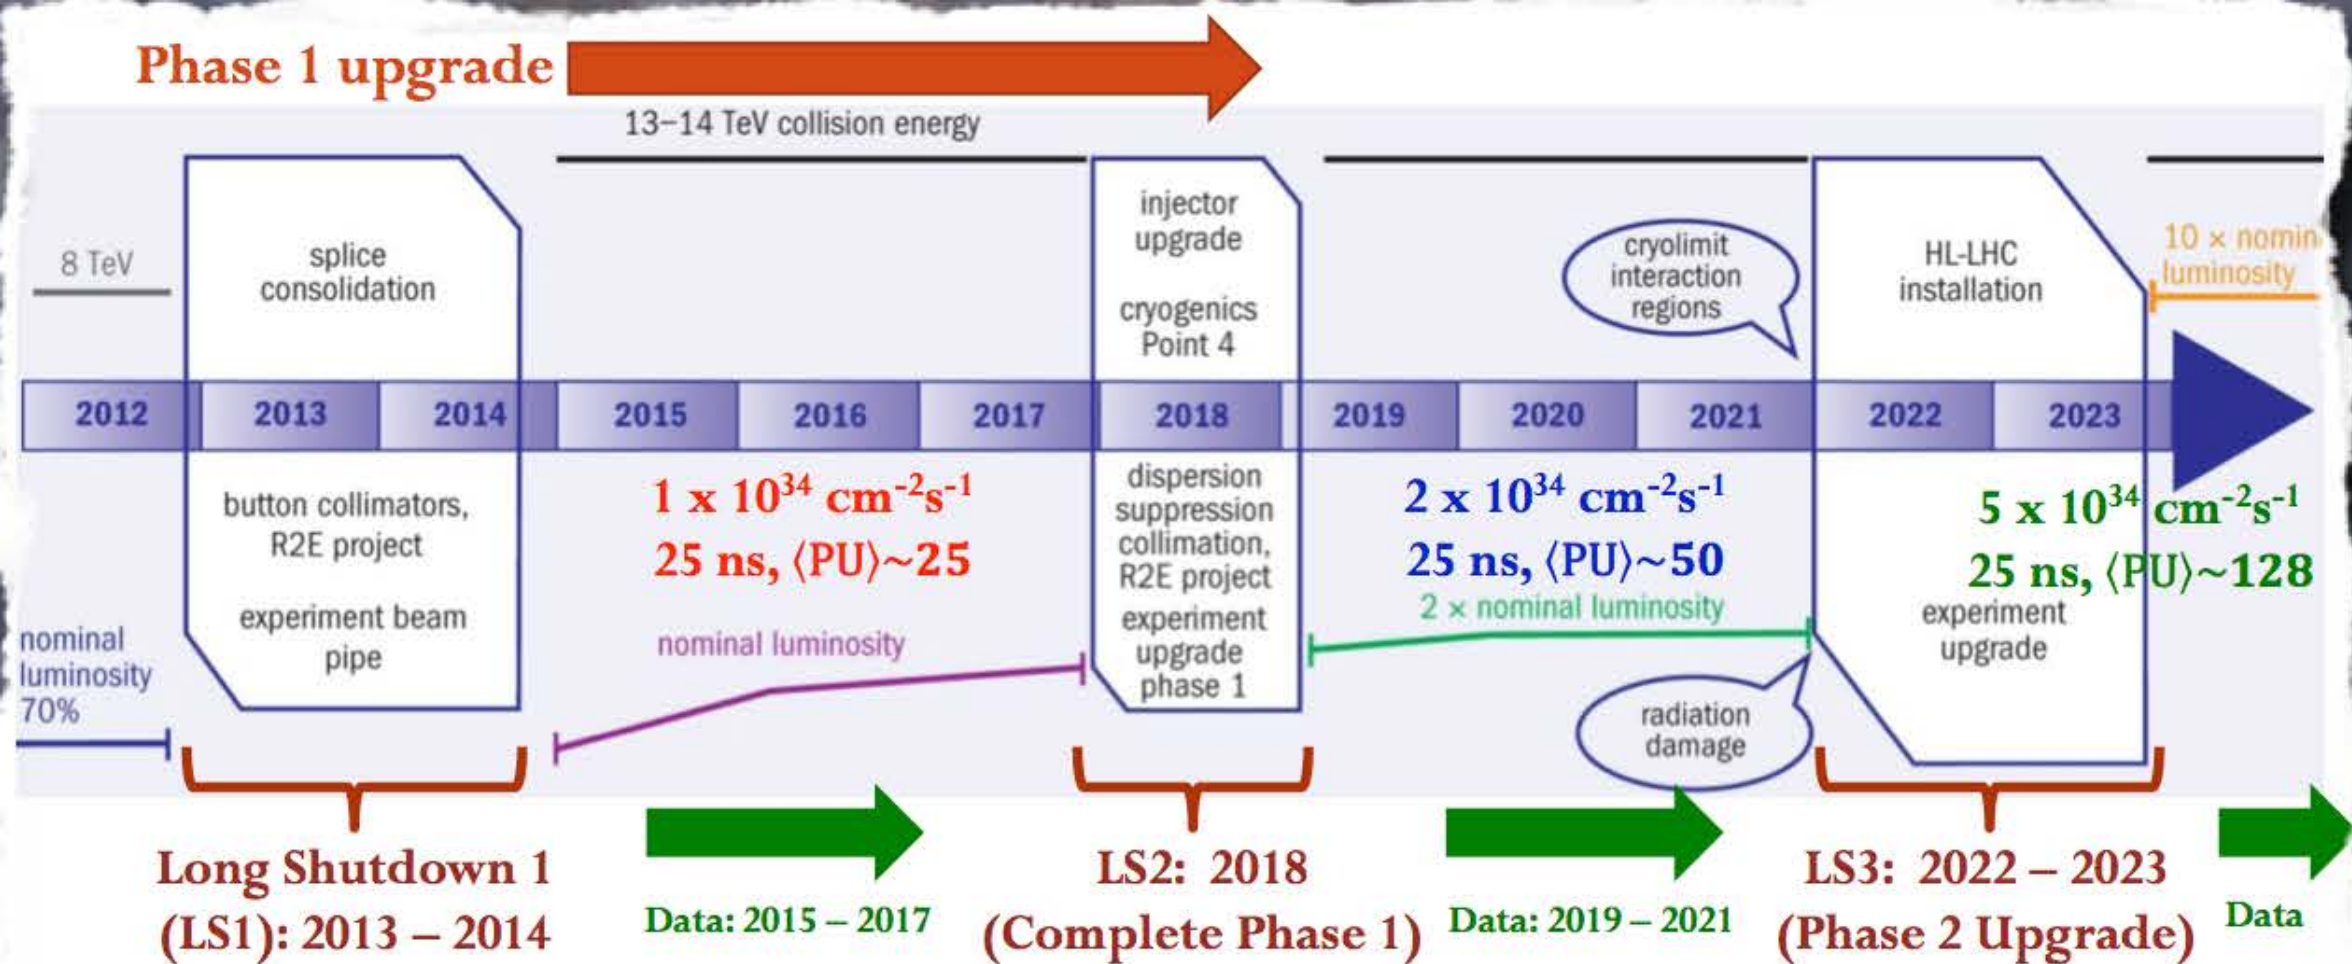 Phase 1 upgrade
13–14 TeV collision energy
8 TeV
splice
consolidation
injector
upgrade
cryogenics
Point 4
cryolimit
interaction
regions
HL-LHC
installation
10 x nomin
luminosity
2012 2013 2014 2015 2016 2017 2018 2019 2020 2021 2022 2023
button collimators,
R2E project
experiment beam
pipe
nominal
luminosity
70%
1 x 10³⁴ cm⁻²s⁻¹
25 ns, ⟨PU⟩~25
nominal luminosity
dispersion
suppression
collimation,
R2E project
experiment
upgrade
phase 1
2 x 10³⁴ cm⁻²s⁻¹
25 ns, ⟨PU⟩~50
2 x nominal luminosity
radiation
damage
5 x 10³⁴ cm⁻²s⁻¹
25 ns, ⟨PU⟩~128
experiment
upgrade
Long Shutdown 1
(LS1): 2013 – 2014
Data: 2015 – 2017
LS2: 2018
(Complete Phase 1)
Data: 2019 – 2021
LS3: 2022 – 2023
(Phase 2 Upgrade)
Data